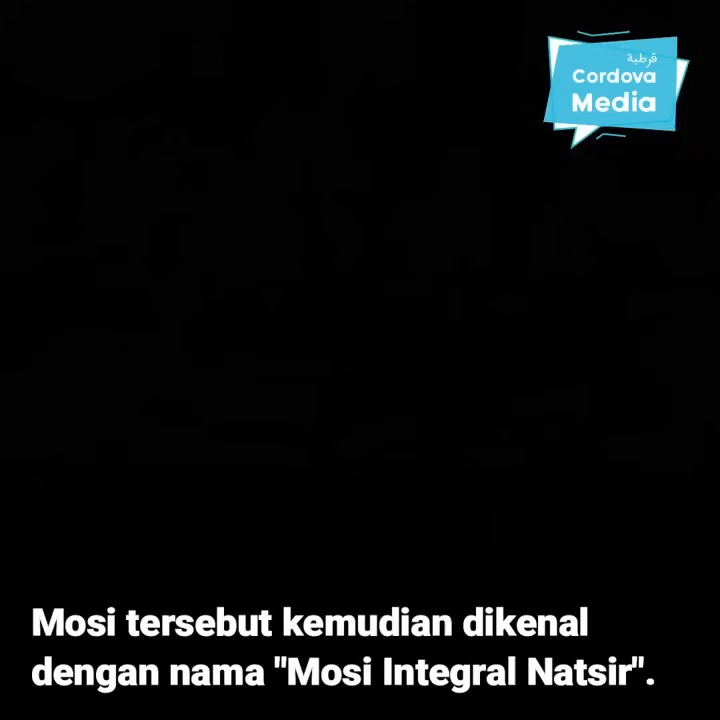 قرطبة
Cordova
Media
Mosi tersebut kemudian dikenal
dengan nama "Mosi Integral Natsir".